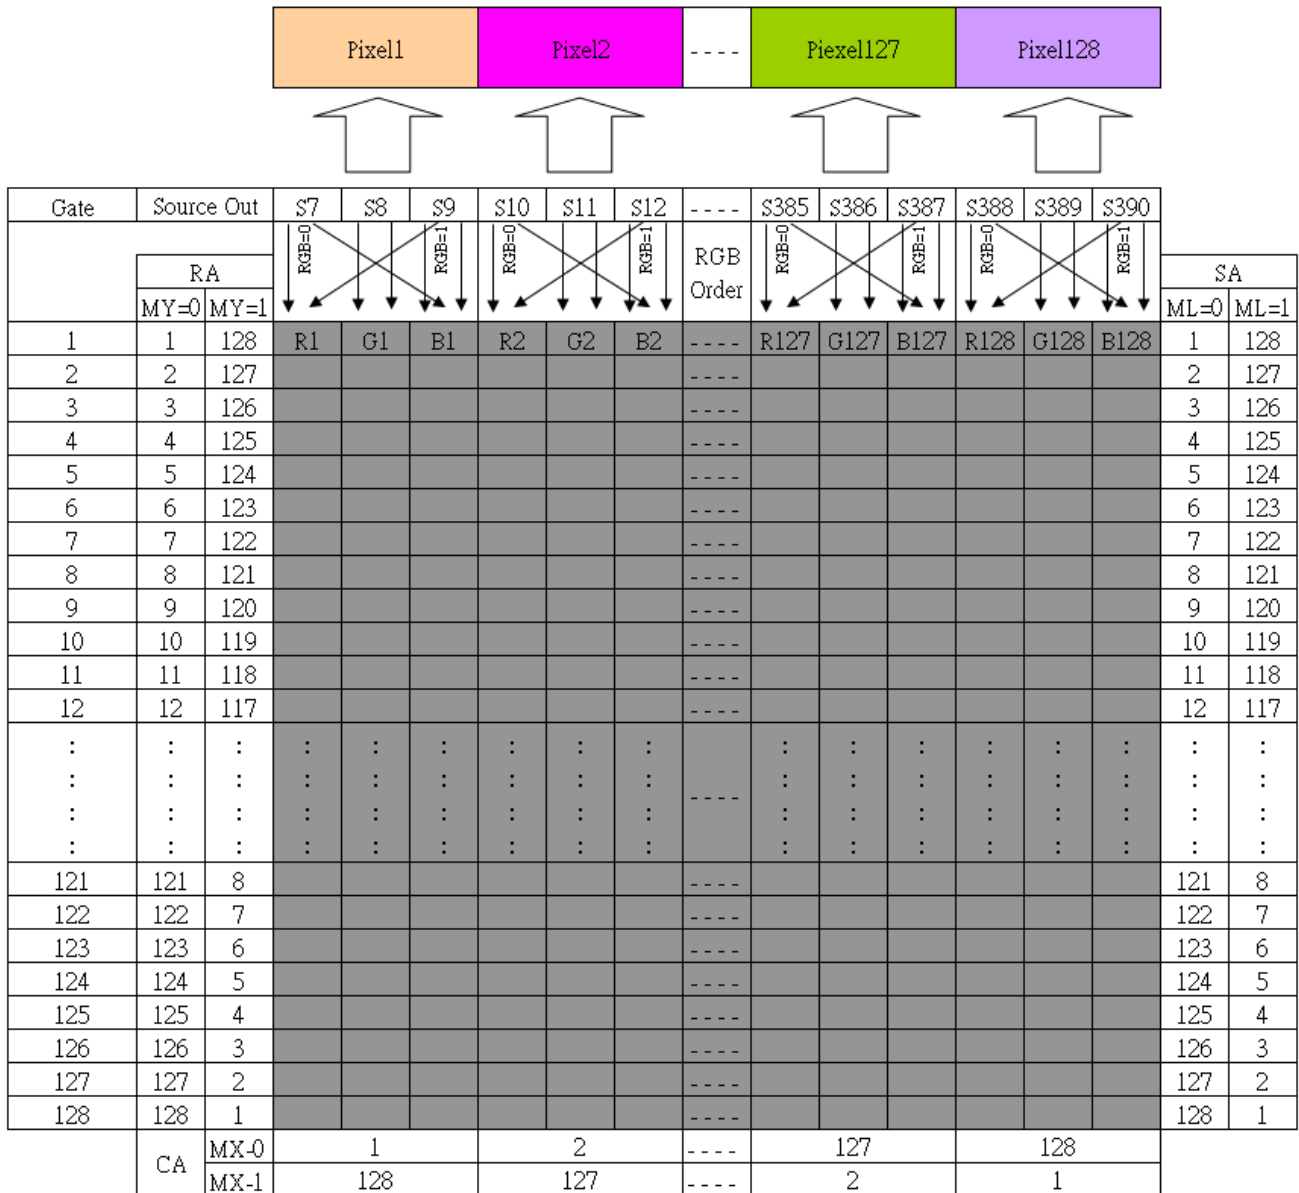 Pixel1 Pixel2 - - - - Piexel127 Pixel128
Gate Source Out S7 S8 S9 S10 S11 S12 - - - - S385 S386 S387 S388 S389 S390
RGB=0 RGB=1 RGB=0 RGB=1 RGB=0 RGB=1 RGB=0 RGB=1
RA RGB Order SA
MY=0 MY=1 ML=0 ML=1
1 1 128 R1 G1 B1 R2 G2 B2 - - - - R127 G127 B127 R128 G128 B128 1 128
2 2 127 - - - - 2 127
3 3 126 - - - - 3 126
4 4 125 - - - - 4 125
5 5 124 - - - - 5 124
6 6 123 - - - - 6 123
7 7 122 - - - - 7 122
8 8 121 - - - - 8 121
9 9 120 - - - - 9 120
10 10 119 - - - - 10 119
11 11 118 - - - - 11 118
12 12 117 - - - - 12 117
: : : : : : : : : : : : : : : : :
: : : : : : : : : : : : : : : : :
- - - -
: : : : : : : : : : : : : : : : :
: : : : : : : : : : : : : : : : :
121 121 8 - - - - 121 8
122 122 7 - - - - 122 7
123 123 6 - - - - 123 6
124 124 5 - - - - 124 5
125 125 4 - - - - 125 4
126 126 3 - - - - 126 3
127 127 2 - - - - 127 2
128 128 1 - - - - 128 1
CA MX-0 1 2 - - - - 127 128
MX-1 128 127 - - - - 2 1